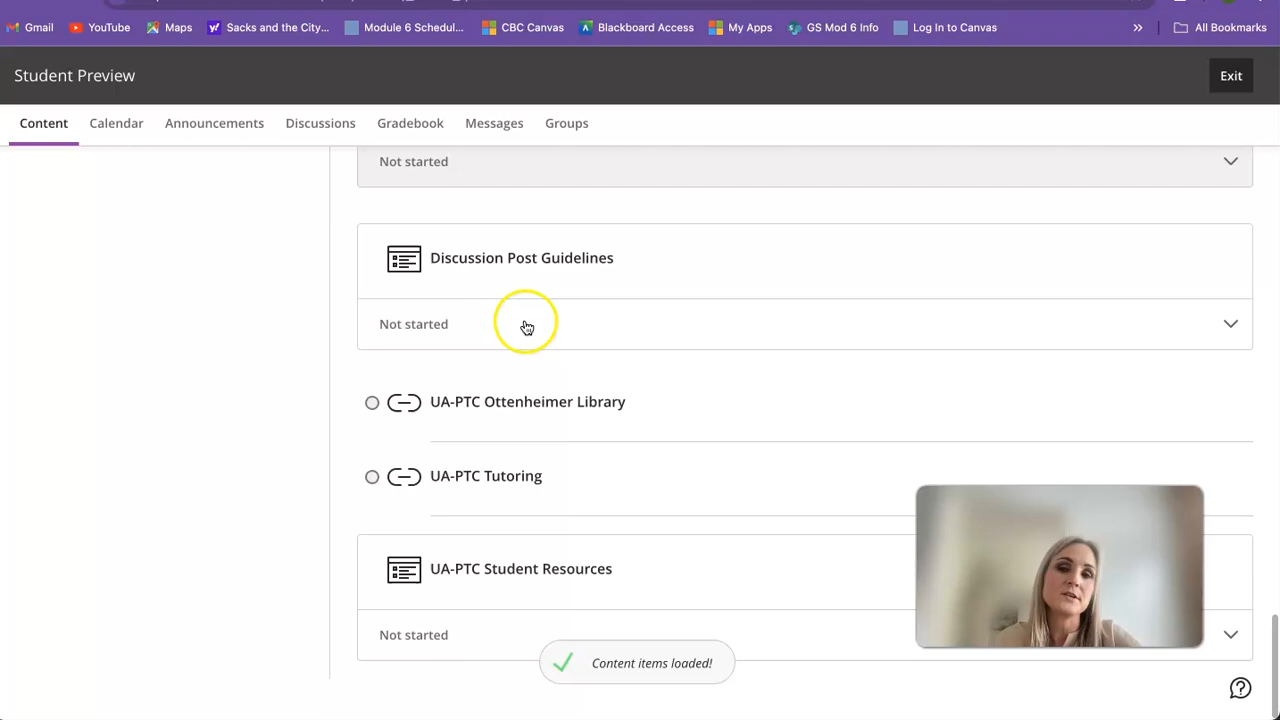 Gmail YouTube Maps Sacks and the City... Module 6 Schedul... CBC Canvas Blackboard Access My Apps GS Mod 6 Info Log In to Canvas » All Bookmarks
Student Preview Exit
Content Calendar Announcements Discussions Gradebook Messages Groups
Not started
Discussion Post Guidelines
Not started
UA-PTC Ottenheimer Library
UA-PTC Tutoring
UA-PTC Student Resources
Not started
Content items loaded!